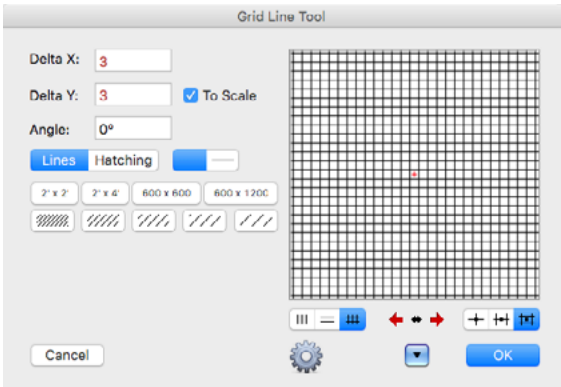 Grid Line Tool
Delta X: 3
Delta Y: 3 To Scale
Angle: 0º
Lines Hatching
2' x 2' 2' x 4' 600 x 600 600 x 1200
Cancel OK